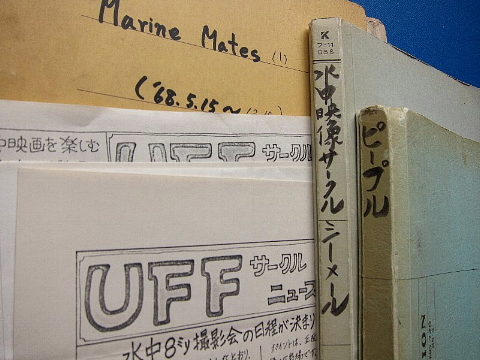 Marine Mates (1)
('68.5.15～
中映画を楽しむ
UFF サークル
UFF サークル
ニュース
水中8ミリ撮影会の日程が決まり
K
フ-11
水中映像サークルシーメール
ピープル